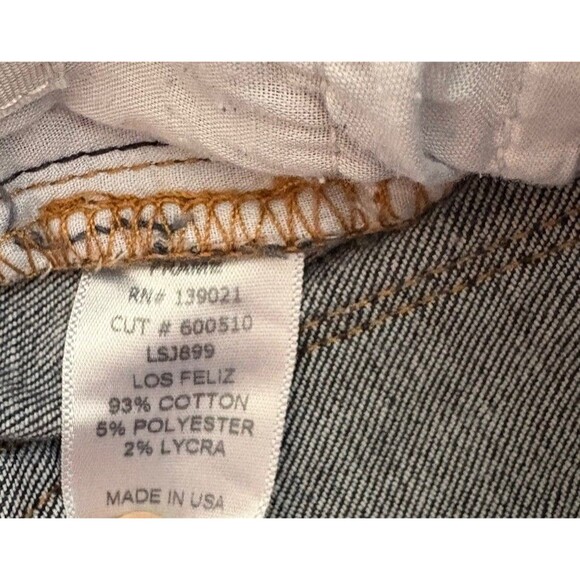 RN# 139021
CUT # 600510
LSJ899
LOS FELIZ
93% COTTON
5% POLYESTER
2% LYCRA
MADE IN USA